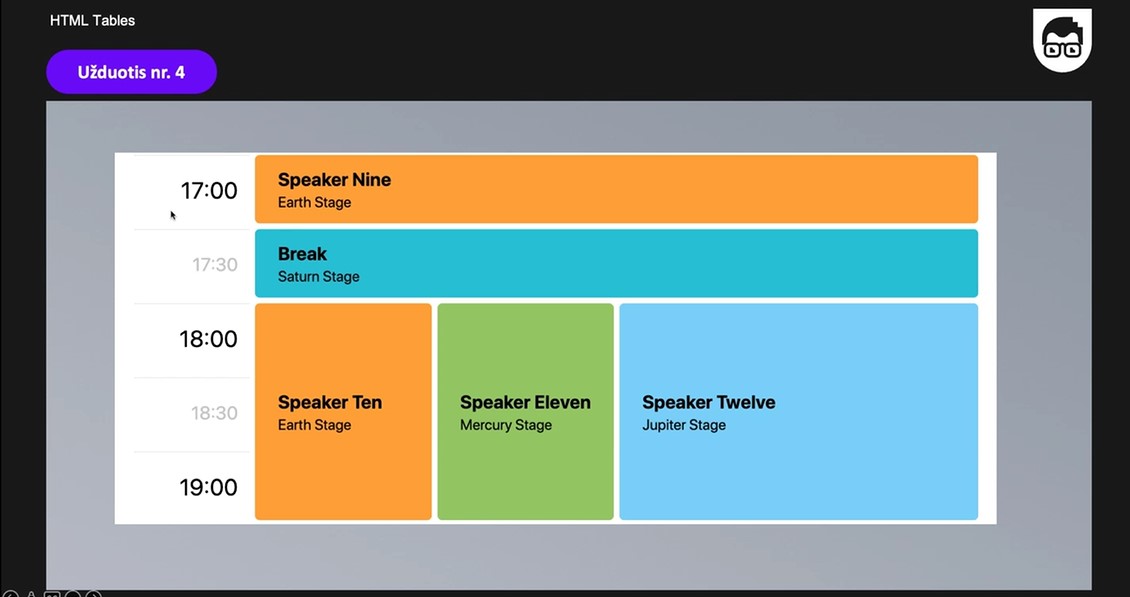 HTML Tables
Užduotis nr. 4
17:00
Speaker Nine
Earth Stage
17:30
Break
Saturn Stage
18:00
18:30
19:00
Speaker Ten
Earth Stage
Speaker Eleven
Mercury Stage
Speaker Twelve
Jupiter Stage